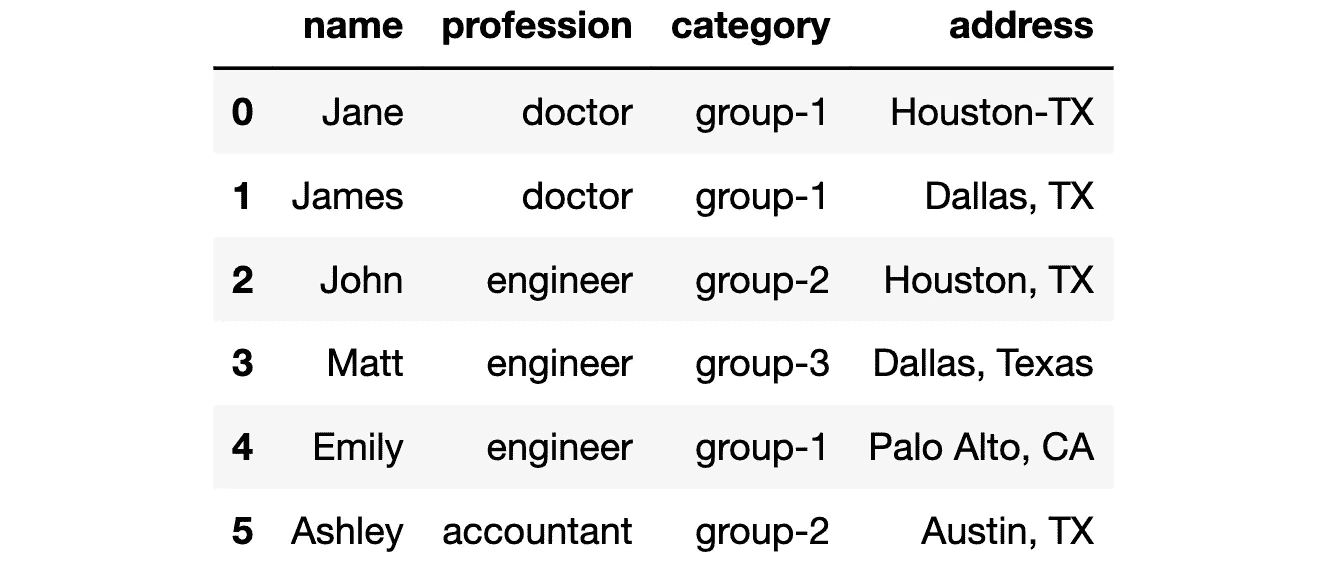 name profession category address
0 Jane doctor group-1 Houston-TX
1 James doctor group-1 Dallas, TX
2 John engineer group-2 Houston, TX
3 Matt engineer group-3 Dallas, Texas
4 Emily engineer group-1 Palo Alto, CA
5 Ashley accountant group-2 Austin, TX